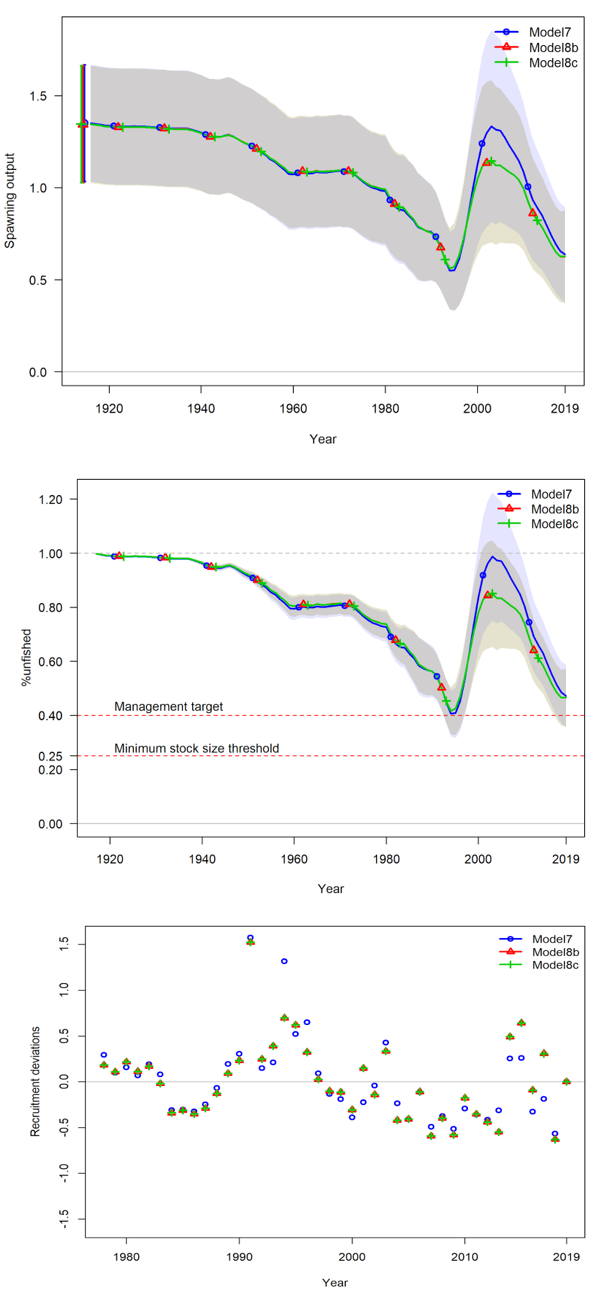 Model7
Model8b
Model8c
1.5
1.0
0.5
0.0
Spawning output
1920 1940 1960 1980 2000 2019
Year
Model7
Model8b
Model8c
1.20
1.00
0.80
0.60
0.40
0.25
0.20
0.00
%unfished
Management target
Minimum stock size threshold
1920 1940 1960 1980 2000 2019
Year
Model7
Model8b
Model8c
1.5
1.0
0.5
0.0
-0.5
-1.0
-1.5
Recruitment deviations
1980 1990 2000 2010 2019
Year